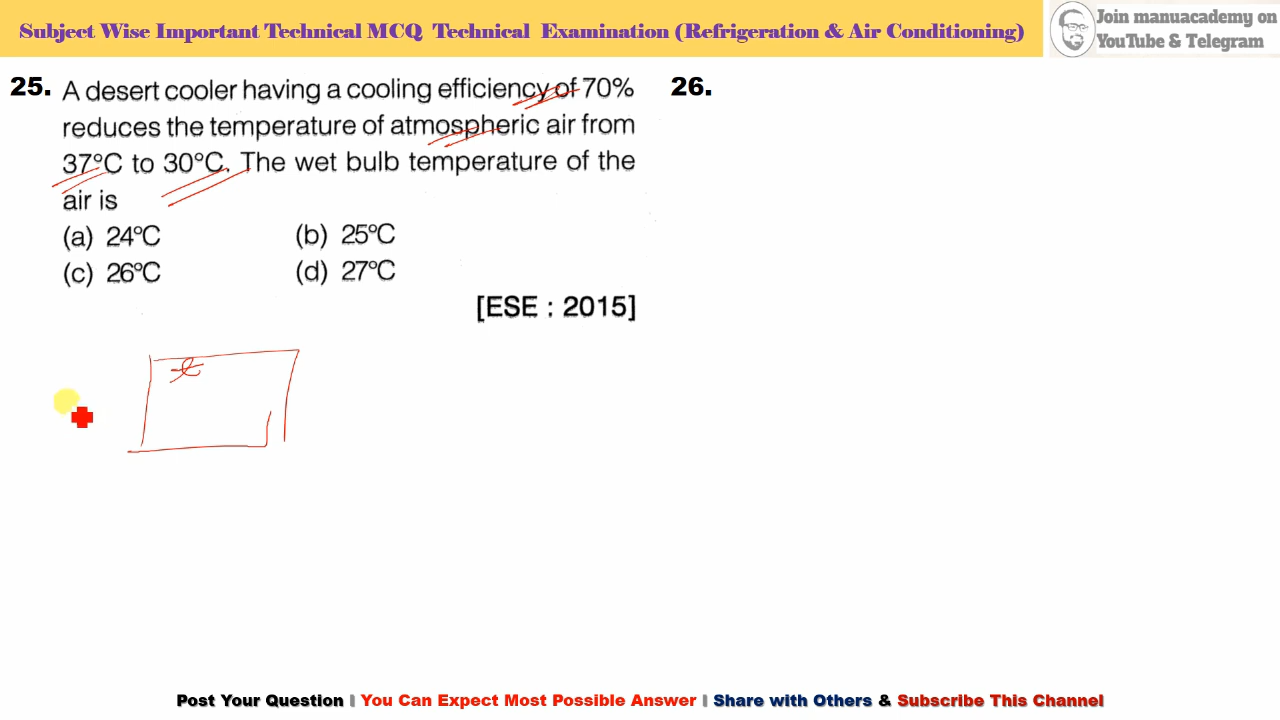 Subject Wise Important Technical MCQ Technical Examination (Refrigeration & Air Conditioning)
Join manuacademy on
YouTube & Telegram
25. A desert cooler having a cooling efficiency of 70%
reduces the temperature of atmospheric air from
37°C to 30°C. The wet bulb temperature of the
air is
(a) 24°C (b) 25°C
(c) 26°C (d) 27°C
[ESE : 2015]
26.
Post Your Question | You Can Expect Most Possible Answer | Share with Others & Subscribe This Channel